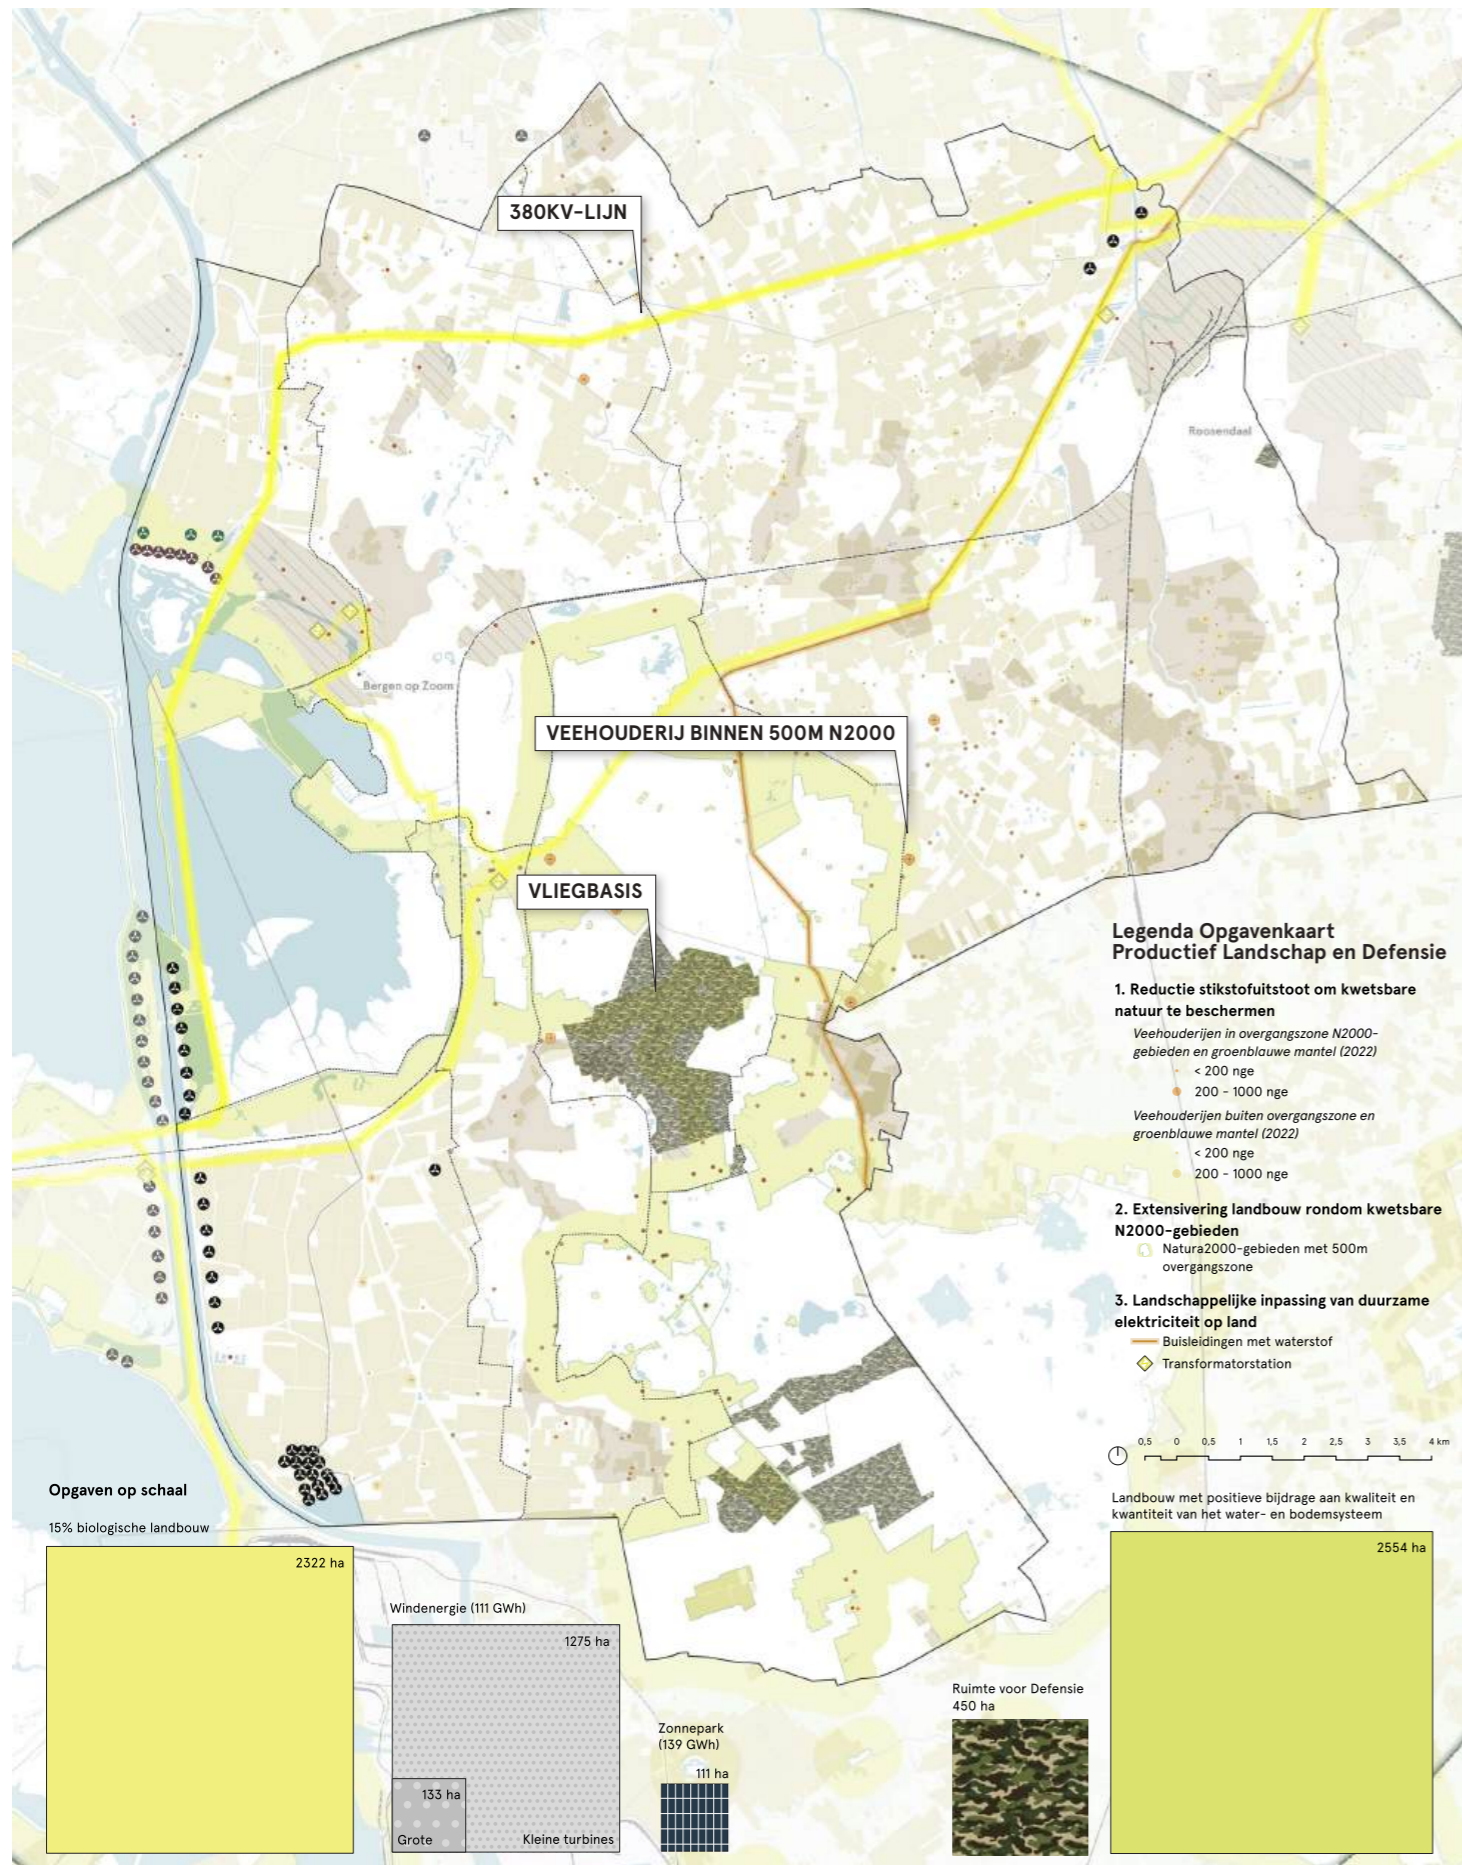 380KV-LIJN
Roosendaal
Bergen op Zoom
VEEHOUDERIJ BINNEN 500M N2000
VLIEGBASIS
Legenda Opgavenkaart
Productief Landschap en Defensie
1. Reductie stikstofuitstoot om kwetsbare
natuur te beschermen
Veehouderijen in overgangszone N2000-
gebieden en groenblauwe mantel (2022)
< 200 nge
200 - 1000 nge
Veehouderijen buiten overgangszone en
groenblauwe mantel (2022)
< 200 nge
200 - 1000 nge
2. Extensivering landbouw rondom kwetsbare
N2000-gebieden
Natura2000-gebieden met 500m
overgangszone
3. Landschappelijke inpassing van duurzame
elektriciteit op land
Buisleidingen met waterstof
Transformatorstation
0,5 0 0,5 1 1,5 2 2,5 3 3,5 4 km
Opgaven op schaal
15% biologische landbouw
2322 ha
Windenergie (111 GWh)
1275 ha
133 ha
Grote
Kleine turbines
Zonnepark
(139 GWh)
111 ha
Ruimte voor Defensie
450 ha
Landbouw met positieve bijdrage aan kwaliteit en
kwantiteit van het water- en bodemsysteem
2554 ha